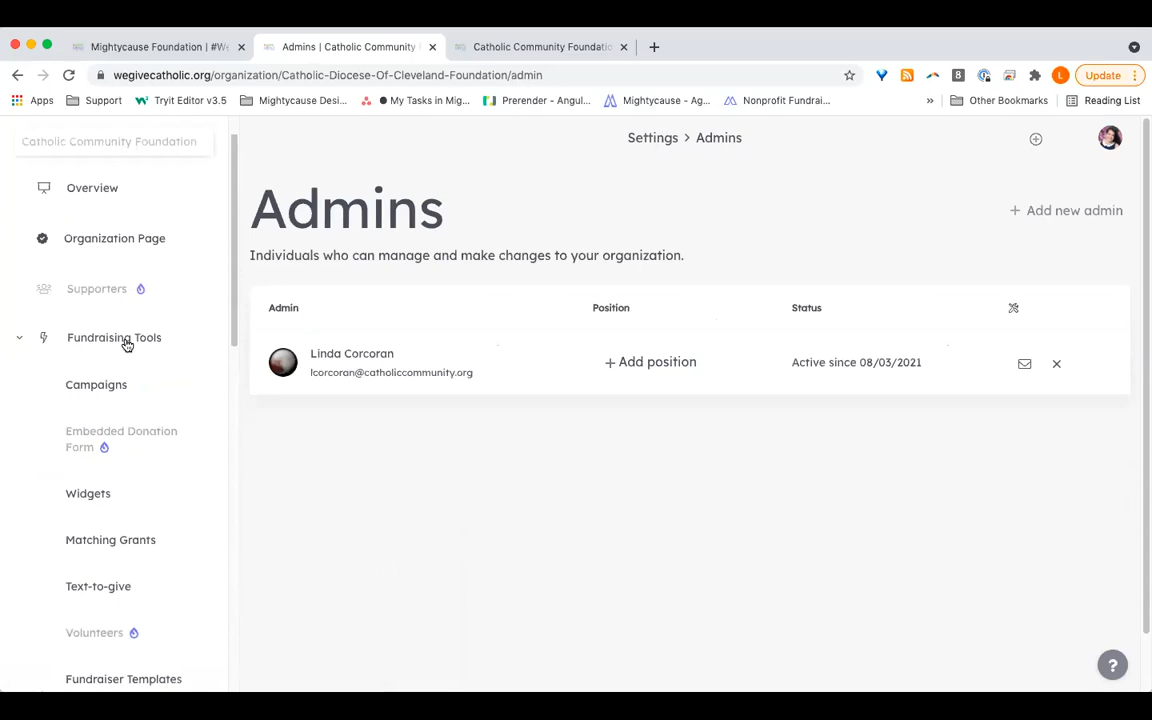 Mightycause Foundation | #We
Admins | Catholic Community
Catholic Community Foundatio
wegivecatholic.org/organization/Catholic-Diocese-Of-Cleveland-Foundation/admin
8
L
Update
Apps
Support
Tryit Editor v3.5
Mightycause Desi...
My Tasks in Mig...
Prerender - Angul...
Mightycause - Ag...
Nonprofit Fundrai...
»
Other Bookmarks
Reading List
Catholic Community Foundation
Settings > Admins
Overview
Organization Page
Supporters
Fundraising Tools
Campaigns
Embedded Donation
Form
Widgets
Matching Grants
Text-to-give
Volunteers
Fundraiser Templates
Admins
+ Add new admin
Individuals who can manage and make changes to your organization.
Admin
Position
Status
Linda Corcoran
lcorcoran@catholiccommunity.org
+ Add position
Active since 08/03/2021
?